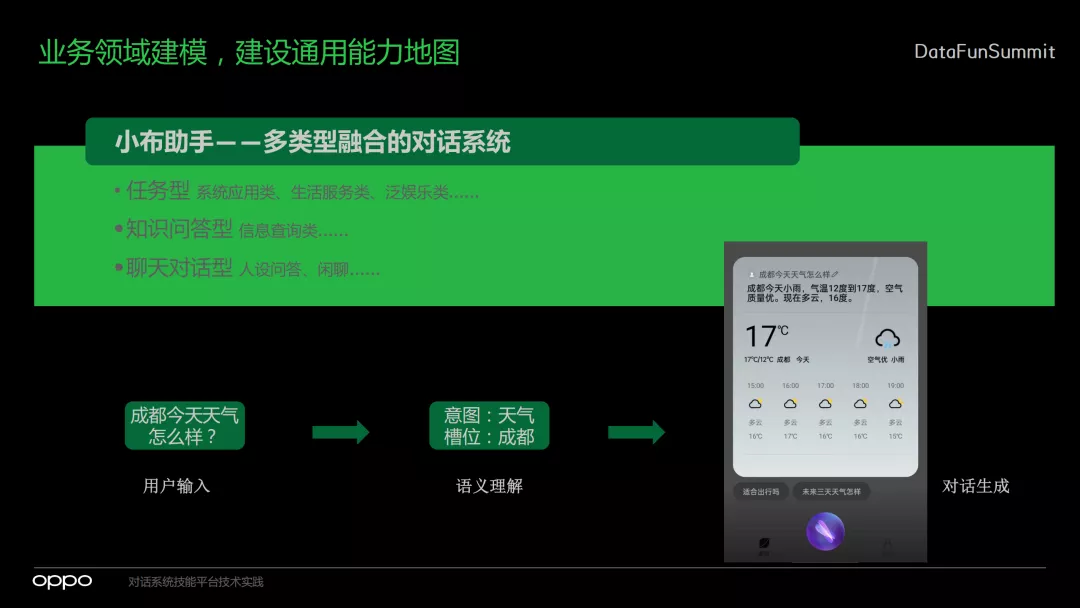 业务领域建模，建设通用能力地图
DataFunSummit
小布助手——多类型融合的对话系统
•任务型 系统应用类、生活服务类、泛娱乐类……
•知识问答型 信息查询类……
•聊天对话型 人设问答、闲聊……
成都今天天气
怎么样？
用户输入
意图：天气
槽位：成都
语义理解
成都今天天气怎么样
成都今天小雨，气温12度到17度，空气
质量优。现在多云，16度。
17℃
17℃/12℃ 成都 今天
空气优 小雨
15:00 16:00 17:00 18:00 19:00
多云 多云 多云 多云 多云
16℃ 17℃ 16℃ 16℃ 15℃
适合出行吗 未来三天天气怎样
对话生成
oppo
对话系统技能平台技术实践